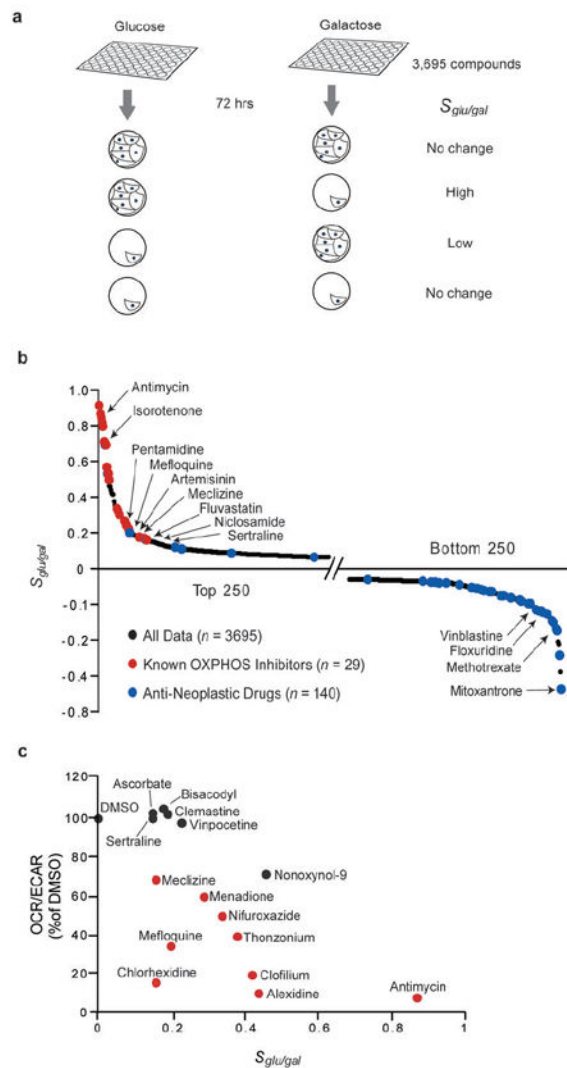 a
Glucose
Galactose
3,695 compounds
72 hrs
S glu/gal
No change
High
Low
No change
b
1.0
0.8
0.6
0.4
0.2
0
-0.1
-0.2
-0.4
-0.8
S glu/gal
Antimycin
Isorotenone
Pentamidine
Mefloquine
Artemisinin
Meclizine
Fluvastatin
Niclosamide
Sertraline
Bottom 250
Top 250
All Data (n = 3695)
Known OXPHOS Inhibitors (n = 29)
Anti-Neoplastic Drugs (n = 140)
Vinblastine
Floxuridine
Methotrexate
Mitoxantrone
c
120
100
80
60
40
20
0
OCR/ECAR
(%of DMSO)
Ascorbate
Bisacodyl
DMSO
Clemastine
Vinpocetine
Sertraline
Nonoxynol-9
Meclizine
Menadione
Nifuroxazide
Mefloquine
Thonzonium
Chlorhexidine
Clofilium
Alexidine
Antimycin
0 0.2 0.4 0.6 0.8 1
S glu/gal